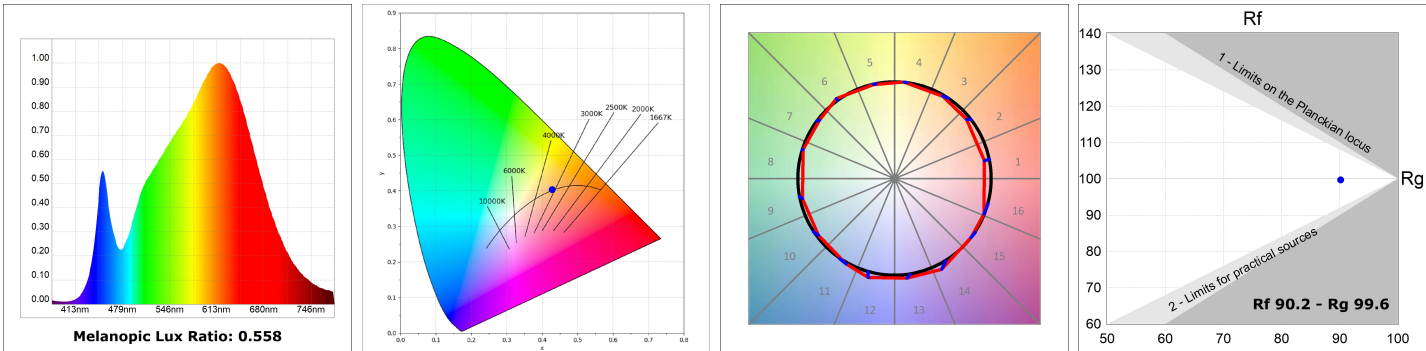 1.00
0.90
0.80
0.70
0.60
0.50
0.40
0.30
0.20
0.10
0.00
413nm 479nm 546nm 613nm 680nm 746nm
Melanopic Lux Ratio: 0.558
0.9
0.8
0.7
0.6
0.5
0.4
0.3
0.2
0.1
0.0
y
0.0 0.1 0.2 0.3 0.4 0.5 0.6 0.7 0.8
x
10000K
6000K
4000K
3000K
2500K
2000K
1667K
1
2
3
4
5
6
7
8
9
10
11
12
13
14
15
16
Rf
140
130
120
110
100
90
80
70
60
Rg
1 - Limits on the Planckian locus
2 - Limits for practical sources
Rf 90.2 - Rg 99.6
50 60 70 80 90 100